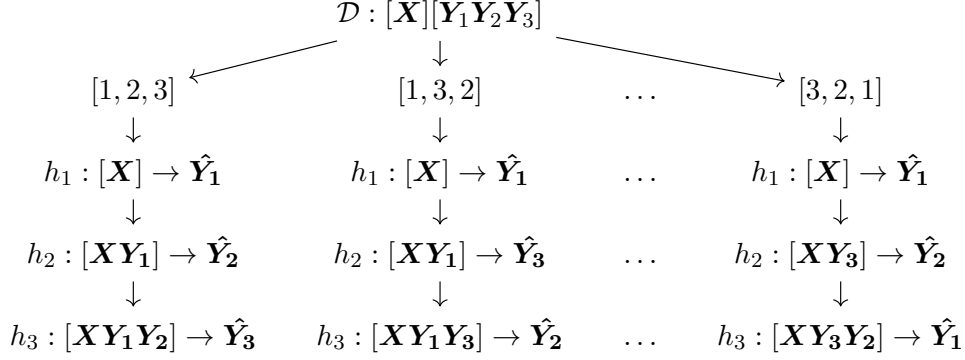 𝒟 : [X][Y₁Y₂Y₃]
[1, 2, 3] [1, 3, 2] … [3, 2, 1]
h₁ : [X] → Ŷ₁ h₁ : [X] → Ŷ₁ … h₁ : [X] → Ŷ₁
h₂ : [XY₁] → Ŷ₂ h₂ : [XY₁] → Ŷ₃ … h₂ : [XY₃] → Ŷ₂
h₃ : [XY₁Y₂] → Ŷ₃ h₃ : [XY₁Y₃] → Ŷ₂ … h₃ : [XY₃Y₂] → Ŷ₁